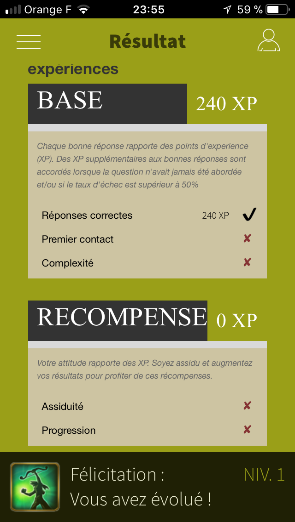 Orange F 23:55 59 %
Résultat
experiences
BASE 240 XP
Chaque bonne réponse rapporte des points d'experience
(XP). Des XP supplémentaires aux bonnes réponses sont
accordés lorsque la question n'avait jamais été abordée
et/ou si le taux d'échec est supérieur à 50%
Réponses correctes 240 XP
Premier contact
Complexité
RECOMPENSE 0 XP
Votre attitude rapporte des XP. Soyez assidu et augmentez
vos résultats pour profiter de ces récompenses.
Assiduité
Progression
Félicitation : NIV. 1
Vous avez évolué !